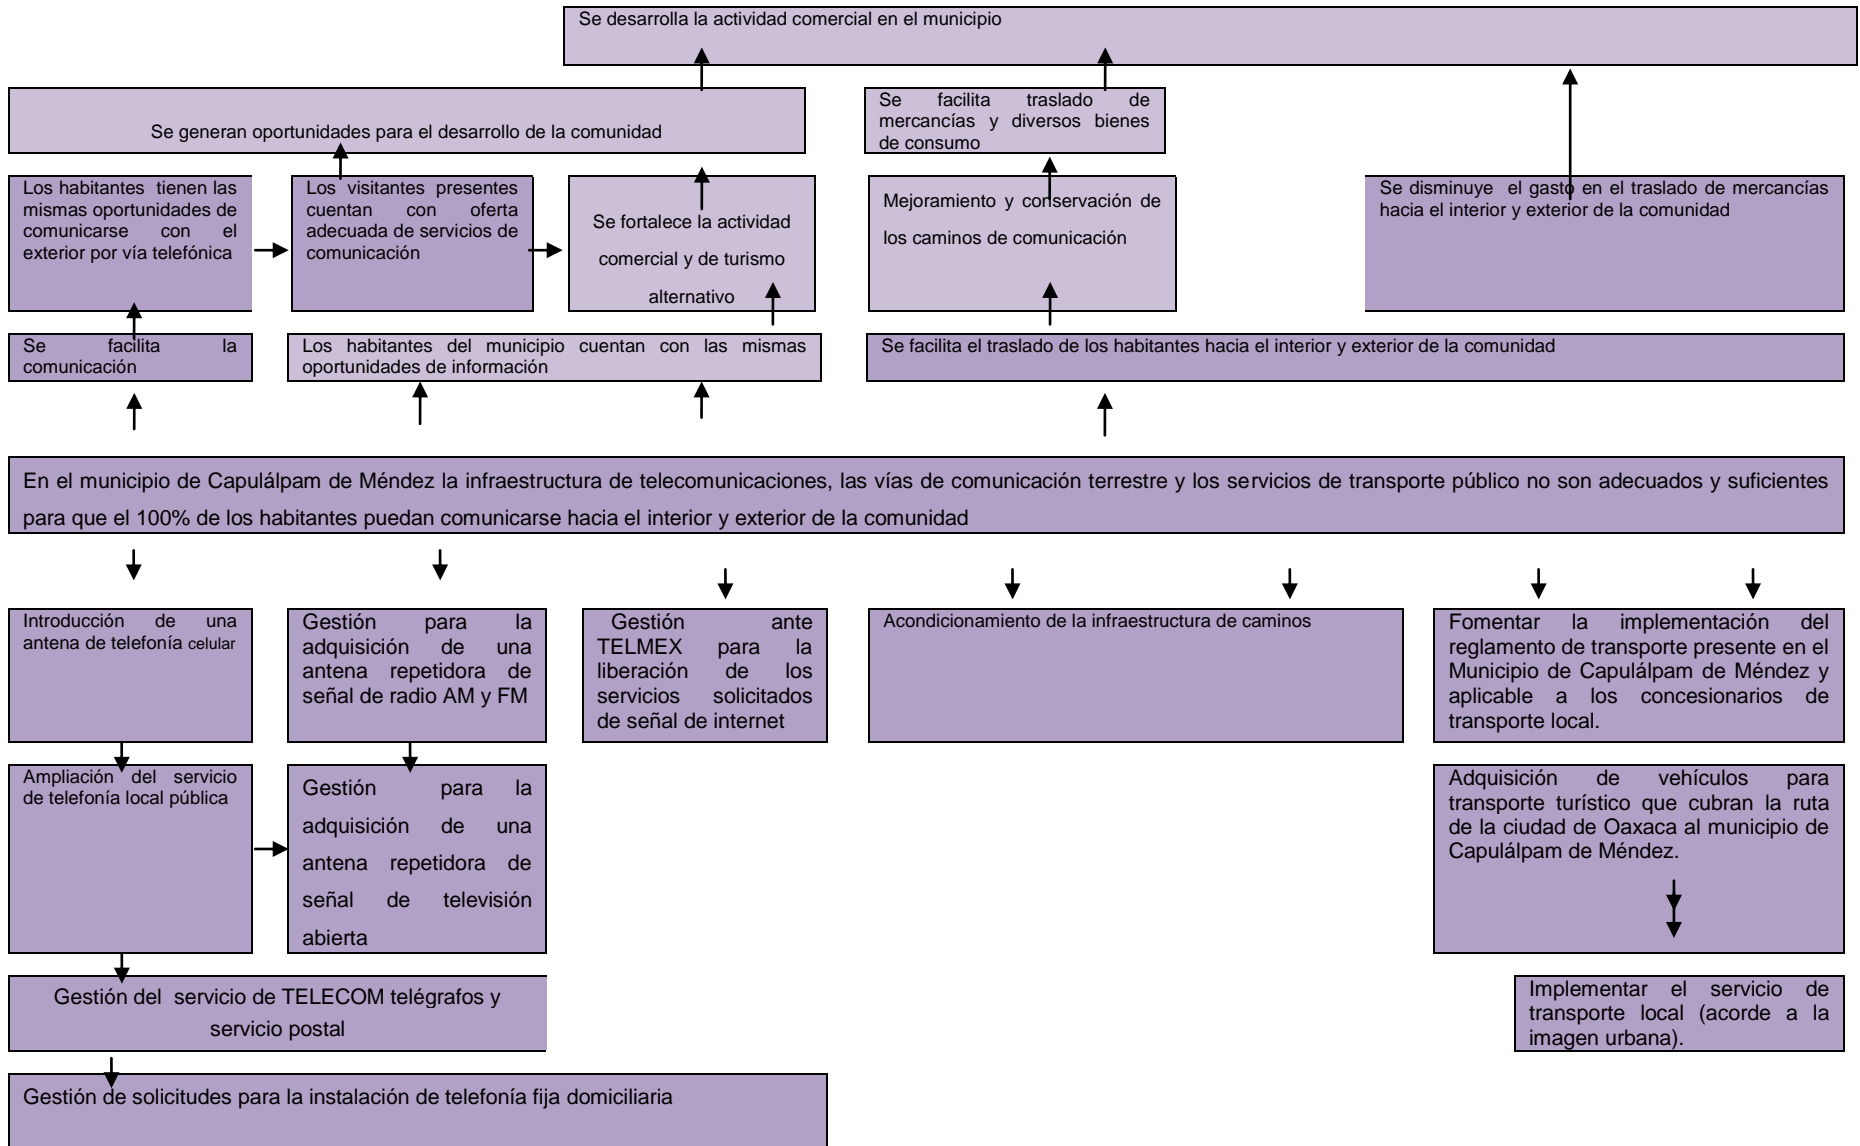 Se desarrolla la actividad comercial en el municipio
Se generan oportunidades para el desarrollo de la comunidad
Se facilita traslado de
mercancías y diversos bienes
de consumo
Los habitantes tienen las
mismas oportunidades de
comunicarse con el
exterior por vía telefónica
Los visitantes presentes
cuentan con oferta
adecuada de servicios de
comunicación
Se fortalece la actividad
comercial y de turismo
alternativo
Mejoramiento y conservación de
los caminos de comunicación
Se disminuye el gasto en el traslado de mercancías
hacia el interior y exterior de la comunidad
Se facilita la
comunicación
Los habitantes del municipio cuentan con las mismas
oportunidades de información
Se facilita el traslado de los habitantes hacia el interior y exterior de la comunidad
En el municipio de Capulálpam de Méndez la infraestructura de telecomunicaciones, las vías de comunicación terrestre y los servicios de transporte público no son adecuados y suficientes
para que el 100% de los habitantes puedan comunicarse hacia el interior y exterior de la comunidad
Introducción de una
antena de telefonía celular
Gestión para la
adquisición de una
antena repetidora de
señal de radio AM y FM
Gestión ante
TELMEX para la
liberación de los
servicios solicitados
de señal de internet
Acondicionamiento de la infraestructura de caminos
Fomentar la implementación del
reglamento de transporte presente en el
Municipio de Capulálpam de Méndez y
aplicable a los concesionarios de
transporte local.
Ampliación del servicio
de telefonía local pública
Gestión para la
adquisición de una
antena repetidora de
señal de televisión
abierta
Adquisición de vehículos para
transporte turístico que cubran la ruta
de la ciudad de Oaxaca al municipio de
Capulálpam de Méndez.
Gestión del servicio de TELECOM telégrafos y
servicio postal
Implementar el servicio de
transporte local (acorde a la
imagen urbana).
Gestión de solicitudes para la instalación de telefonía fija domiciliaria